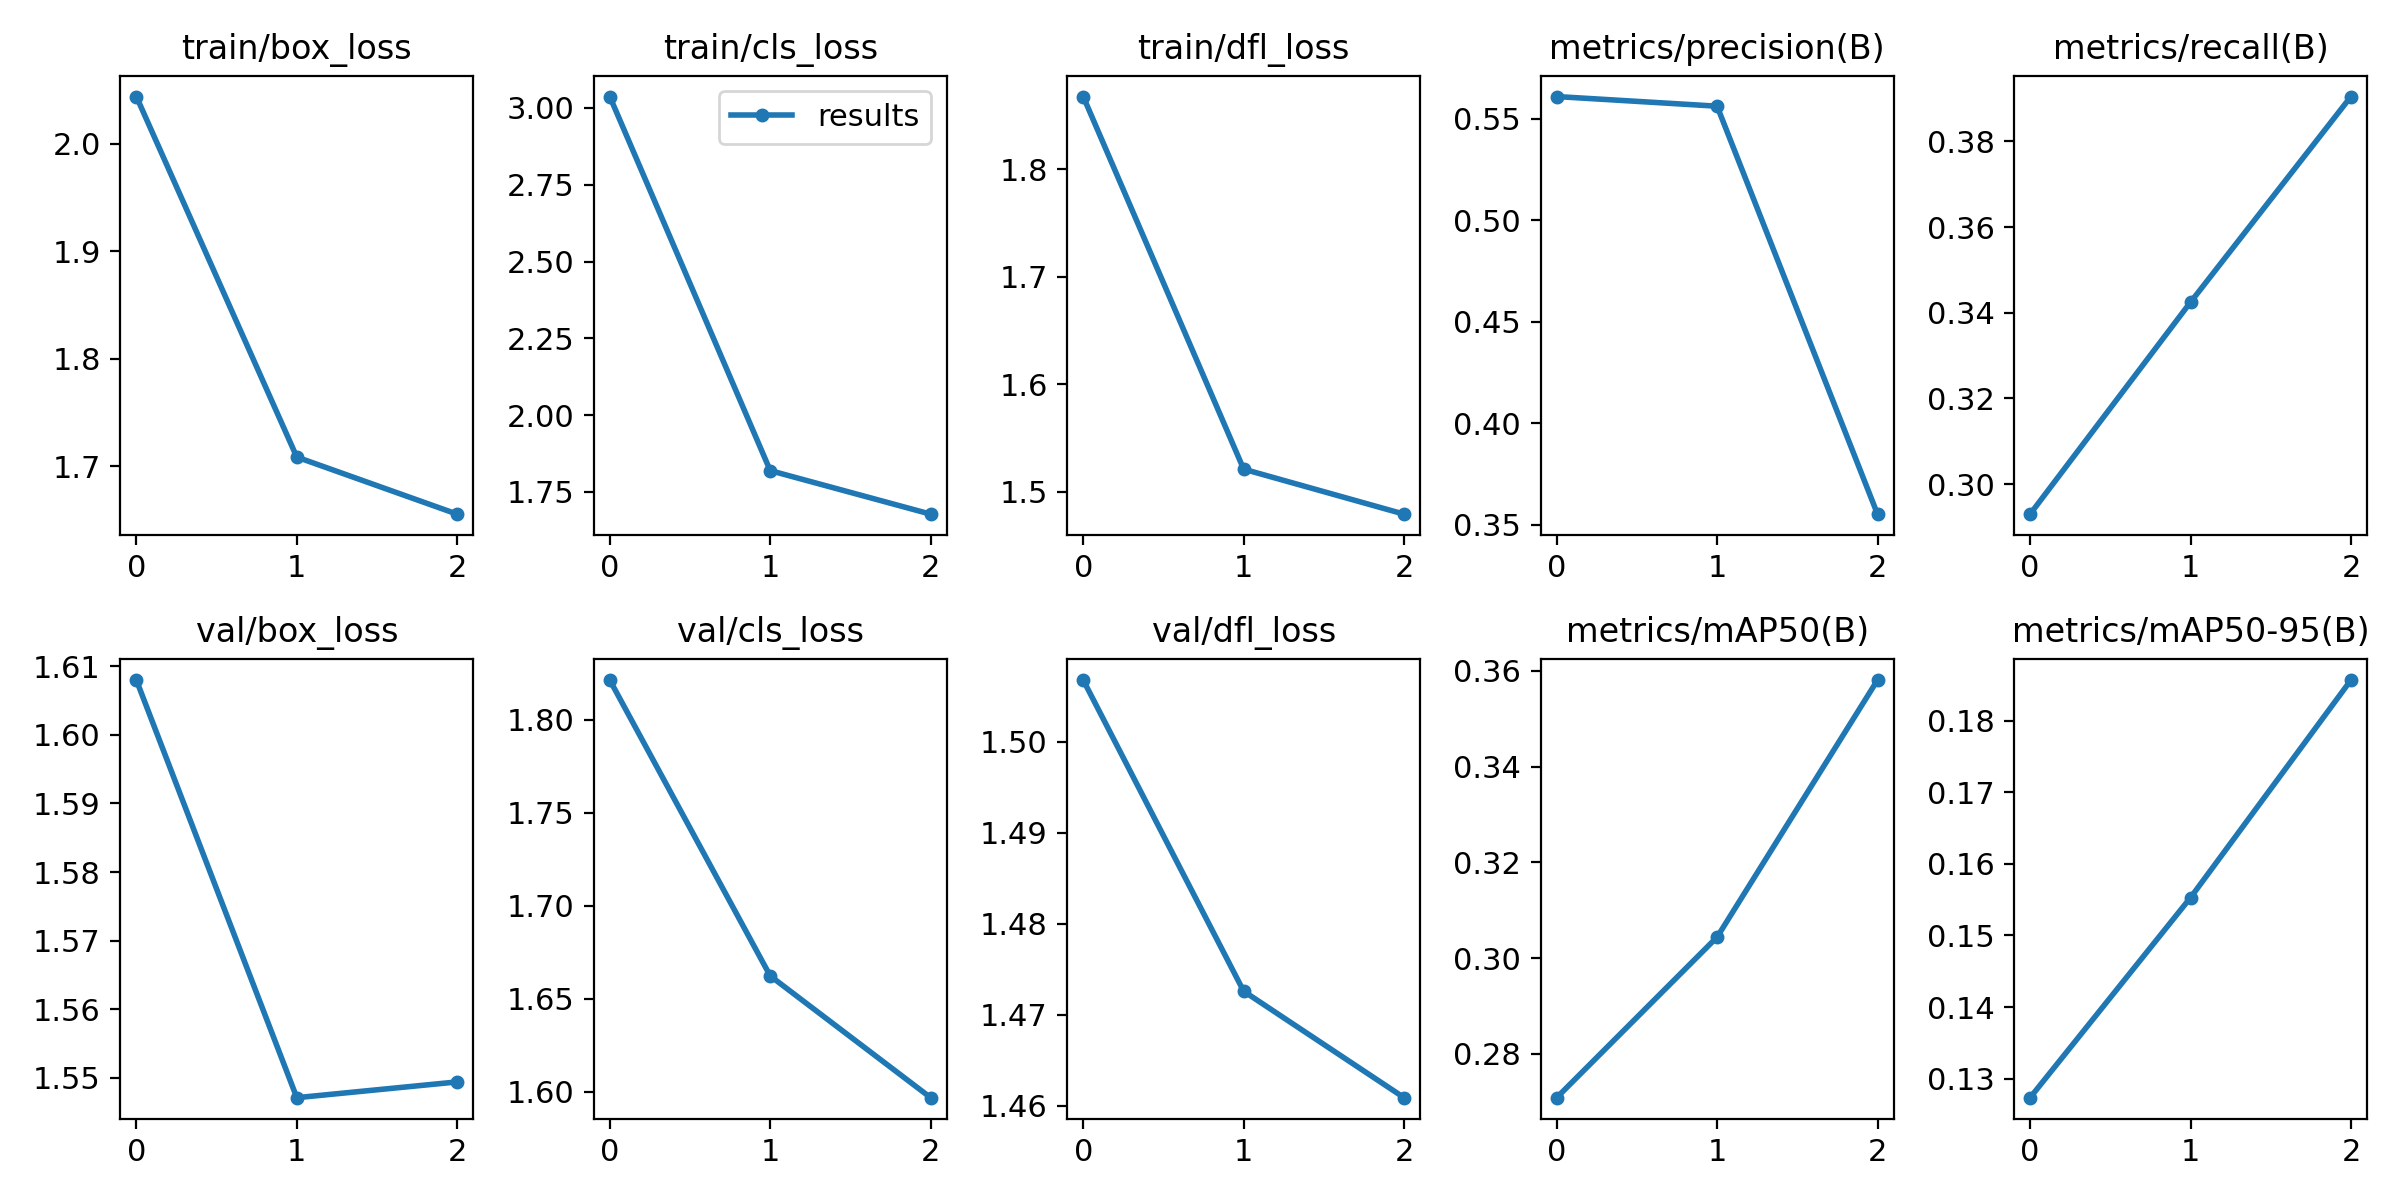 train/box_loss
2.0
1.9
1.8
1.7
0 1 2
train/cls_loss
results
3.00
2.75
2.50
2.25
2.00
1.75
0 1 2
train/dfl_loss
1.8
1.7
1.6
1.5
0 1 2
metrics/precision(B)
0.55
0.50
0.45
0.40
0.35
0 1 2
metrics/recall(B)
0.38
0.36
0.34
0.32
0.30
0 1 2
val/box_loss
1.61
1.60
1.59
1.58
1.57
1.56
1.55
0 1 2
val/cls_loss
1.80
1.75
1.70
1.65
1.60
0 1 2
val/dfl_loss
1.50
1.49
1.48
1.47
1.46
0 1 2
metrics/mAP50(B)
0.36
0.34
0.32
0.30
0.28
0 1 2
metrics/mAP50-95(B)
0.18
0.17
0.16
0.15
0.14
0.13
0 1 2